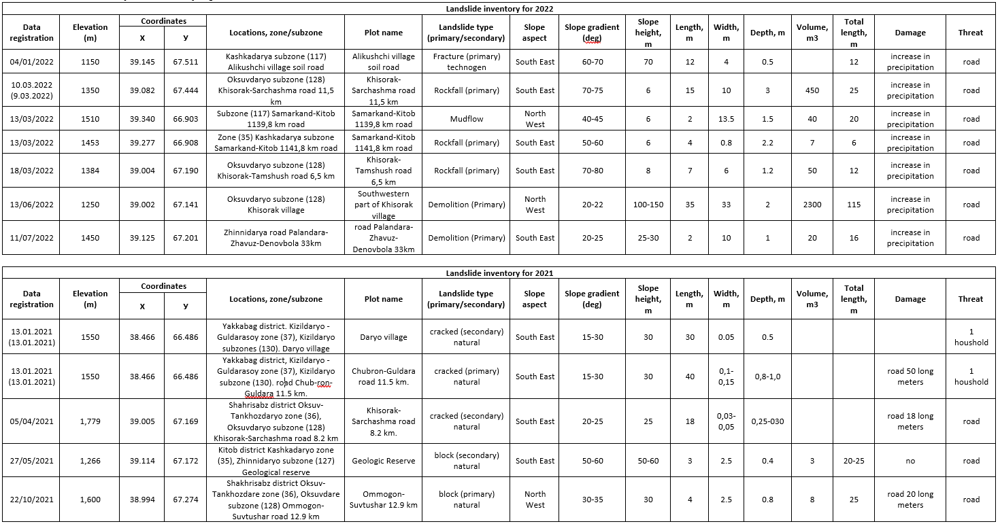 Landslide inventory for 2022
Data registration | Elevation (m) | Coordinates X | Coordinates У | Locations, zone/subzone | Plot name | Landslide type (primary/secondary) | Slope aspect | Slope gradient (deg) | Slope height, m | Length, m | Width, m | Depth, m | Volume, m3 | Total length, m | Damage | Threat
04/01/2022 | 1150 | 39.145 | 67.511 | Kashkadarya subzone (117) Alikushchi village soil road | Alikushchi village soil road | Fracture (primary) technogen | South East | 60-70 | 70 | 12 | 4 | 0.5 | | 12 | increase in precipitation | road
10.03.2022 (9.03.2022) | 1350 | 39.082 | 67.444 | Oksuvdaryo subzone (128) Khisorak-Sarchashma road 11,5 km | Khisorak-Sarchashma road 11,5 km | Rockfall (primary) | South East | 70-75 | 6 | 15 | 10 | 3 | 450 | 25 | increase in precipitation | road
13/03/2022 | 1510 | 39.340 | 66.903 | Subzone (117) Samarkand-Kitob 1139,8 km road | Samarkand-Kitob 1139,8 km road | Mudflow | North West | 40-45 | 6 | 2 | 13.5 | 1.5 | 40 | 20 | increase in precipitation | road
13/03/2022 | 1453 | 39.277 | 66.908 | Zone (35) Kashkadarya subzone Samarkand-Kitob 1141,8 km road | Samarkand-Kitob 1141,8 km road | Rockfall (primary) | South East | 50-60 | 6 | 4 | 0.8 | 2.2 | 7 | 6 | increase in precipitation | road
18/03/2022 | 1384 | 39.004 | 67.190 | Oksuvdaryo subzone (128) Khisorak-Tamshush road 6,5 km | Khisorak-Tamshush road 6,5 km | Rockfall (primary) | South East | 70-80 | 8 | 7 | 6 | 1.2 | 50 | 12 | increase in precipitation | road
13/06/2022 | 1250 | 39.002 | 67.141 | Oksuvdaryo subzone (128) Khisorak village | Southwestern part of Khisorak village | Demolition (Primary) | North West | 20-22 | 100-150 | 35 | 33 | 2 | 2300 | 115 | increase in precipitation | road
11/07/2022 | 1450 | 39.125 | 67.201 | Zhinnidarya road Palandara-Zhavuz-Denovbola 33km | road Palandara-Zhavuz-Denovbola 33km | Demolition (Primary) | South East | 20-25 | 25-30 | 2 | 10 | 1 | 20 | 16 | increase in precipitation | road
Landslide inventory for 2021
Data registration | Elevation (m) | Coordinates X | Coordinates У | Locations, zone/subzone | Plot name | Landslide type (primary/secondary) | Slope aspect | Slope gradient (deg) | Slope height, m | Length, m | Width, m | Depth, m | Volume, m3 | Total length, m | Damage | Threat
13.01.2021 (13.01.2021) | 1550 | 38.466 | 66.486 | Yakkabag district. Kizildaryo - Guldarasoy zone (37), Kizildaryo subzones (130). Daryo village | Daryo village | cracked (secondary) natural | South East | 15-30 | 30 | 30 | 0.05 | 0.5 | | | | 1 houshold
13.01.2021 (13.01.2021) | 1550 | 38.466 | 66.486 | Yakkabag district, Kizildaryo - Guldarasoy zone (37), Kizildaryo subzone (130). road Chub-ron-Guldara 11.5 km. | Chubron-Guldara road 11.5 km. | cracked (primary) natural | South East | 15-30 | 30 | 40 | 0,1-0,15 | 0,8-1,0 | | | road 50 long meters | 1 houshold
05/04/2021 | 1,779 | 39.005 | 67.169 | Shahrisabz district Oksuv-Tankhozdaryo zone (36), Oksuvdaryo subzone (128) Khisorak-Sarchashma road 8.2 km | Khisorak-Sarchashma road 8.2 km. | cracked (secondary) natural | South East | 20-25 | 25 | 18 | 0,03-0,05 | 0,25-030 | | | road 18 long meters | road
27/05/2021 | 1,266 | 39.114 | 67.172 | Kitob district Kashkadaryo zone (35), Zhinnidaryo subzone (127) Geological reserve | Geologic Reserve | block (secondary) natural | South East | 50-60 | 50-60 | 3 | 2.5 | 0.4 | 3 | 20-25 | no | road
22/10/2021 | 1,600 | 38.994 | 67.274 | Shakhrisabz district Oksuv-Tankhozdare zone (36), Oksuvdare subzone (128) Ommogon-Suvtushar road 12.9 km | Ommogon-Suvtushar 12.9 km | block (primary) natural | North West | 30-35 | 30 | 4 | 2.5 | 0.8 | 8 | 25 | road 20 long meters | road